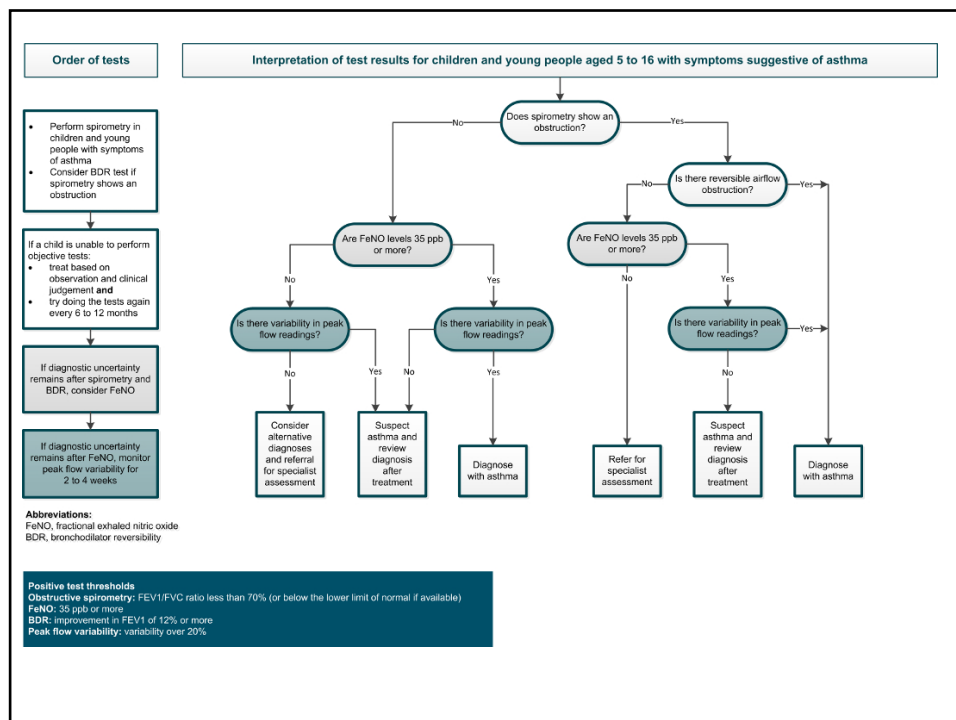 Order of tests
Interpretation of test results for children and young people aged 5 to 16 with symptoms suggestive of asthma
• Perform spirometry in
children and young
people with symptoms
of asthma
• Consider BDR test if
spirometry shows an
obstruction
If a child is unable to perform
objective tests:
• treat based on
observation and clinical
judgement and
• try doing the tests again
every 6 to 12 months
If diagnostic uncertainty
remains after spirometry and
BDR, consider FeNO
If diagnostic uncertainty
remains after FeNO, monitor
peak flow variability for
2 to 4 weeks
Abbreviations:
FeNO, fractional exhaled nitric oxide
BDR, bronchodilator reversibility
Does spirometry show an
obstruction?
No
Yes
Is there reversible airflow
obstruction?
No
Yes
Are FeNO levels 35 ppb
or more?
No
Yes
Are FeNO levels 35 ppb
or more?
No
Yes
Is there variability in peak
flow readings?
No
Yes
Is there variability in peak
flow readings?
No
Yes
Is there variability in peak
flow readings?
Yes
No
Consider
alternative
diagnoses
and referral
for specialist
assessment
Suspect
asthma and
review
diagnosis
after
treatment
Diagnose
with asthma
Refer for
specialist
assessment
Suspect
asthma and
review
diagnosis
after
treatment
Diagnose
with asthma
Positive test thresholds
Obstructive spirometry: FEV1/FVC ratio less than 70% (or below the lower limit of normal if available)
FeNO: 35 ppb or more
BDR: improvement in FEV1 of 12% or more
Peak flow variability: variability over 20%